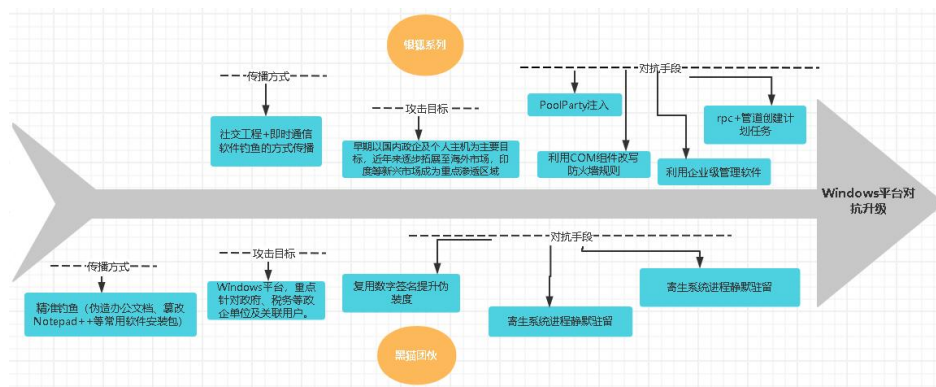 银狐系列
传播方式
社交工程+即时通信
软件钓鱼的方式传播
攻击目标
早期以国内政企及个人主机为主要目
标，近年来逐步拓展至海外市场，印
度等新兴市场成为重点渗透区域
对抗手段
PoolParty注入
利用COM组件改写
防火墙规则
利用企业级管理软件
rpc+管道创建计
划任务
Windows平台对
抗升级
传播方式
精准钓鱼（伪造办公文档、篡改
Notepad++等常用软件安装包）
攻击目标
Windows平台，重点
针对政府、税务等政
企单位及关联用户。
对抗手段
复用数字签名提升伪
装度
寄生系统进程静默驻留
寄生系统进程静默驻留
黑猫团伙